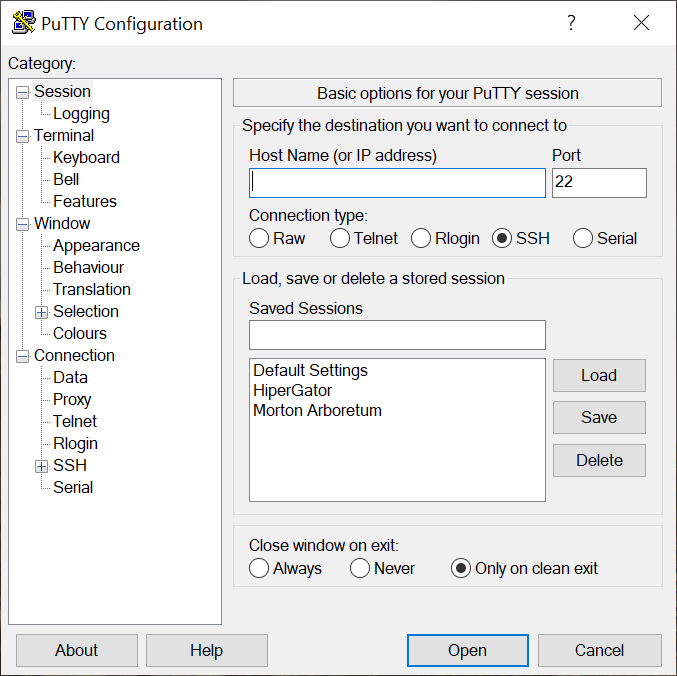 PuTTY Configuration
?
Category:
Session
Logging
Terminal
Keyboard
Bell
Features
Window
Appearance
Behaviour
Translation
Selection
Colours
Connection
Data
Proxy
Telnet
Rlogin
SSH
Serial
Basic options for your PuTTY session
Specify the destination you want to connect to
Host Name (or IP address) Port
22
Connection type:
Raw Telnet Rlogin SSH Serial
Load, save or delete a stored session
Saved Sessions
Default Settings
HiperGator
Morton Arboretum
Load
Save
Delete
Close window on exit:
Always Never Only on clean exit
About Help Open Cancel